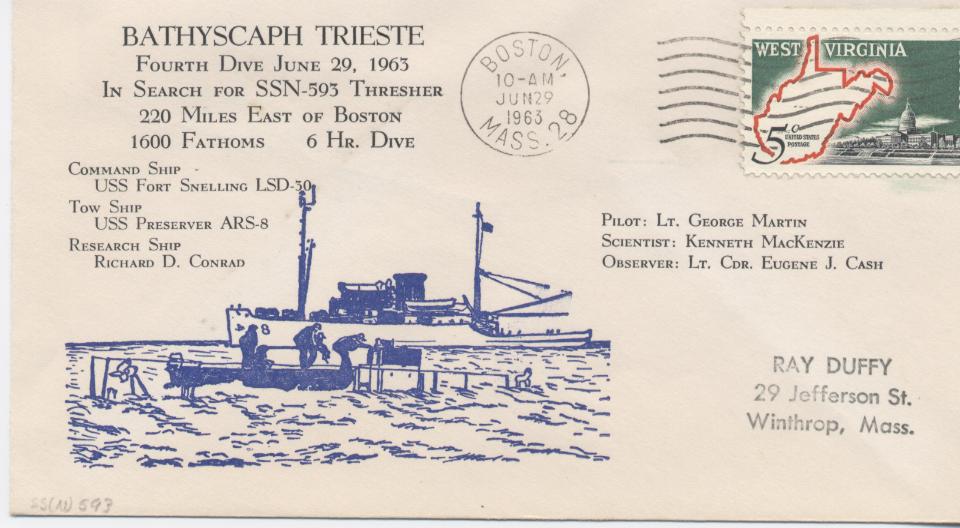 BATHYSCAPH TRIESTE
FOURTH DIVE JUNE 29, 1963
IN SEARCH FOR SSN-593 THRESHER
220 MILES EAST OF BOSTON
1600 FATHOMS 6 HR. DIVE
COMMAND SHIP
USS FORT SNELLING LSD-30
TOW SHIP
USS PRESERVER ARS-8
RESEARCH SHIP
RICHARD D. CONRAD
BOSTON,
10-AM
JUN29
1963
MASS. 28
WEST VIRGINIA
5c
UNITED STATES
POSTAGE
PILOT: LT. GEORGE MARTIN
SCIENTIST: KENNETH MACKENZIE
OBSERVER: LT. CDR. EUGENE J. CASH
8
RAY DUFFY
29 Jefferson St.
Winthrop, Mass.
SS(N) 593